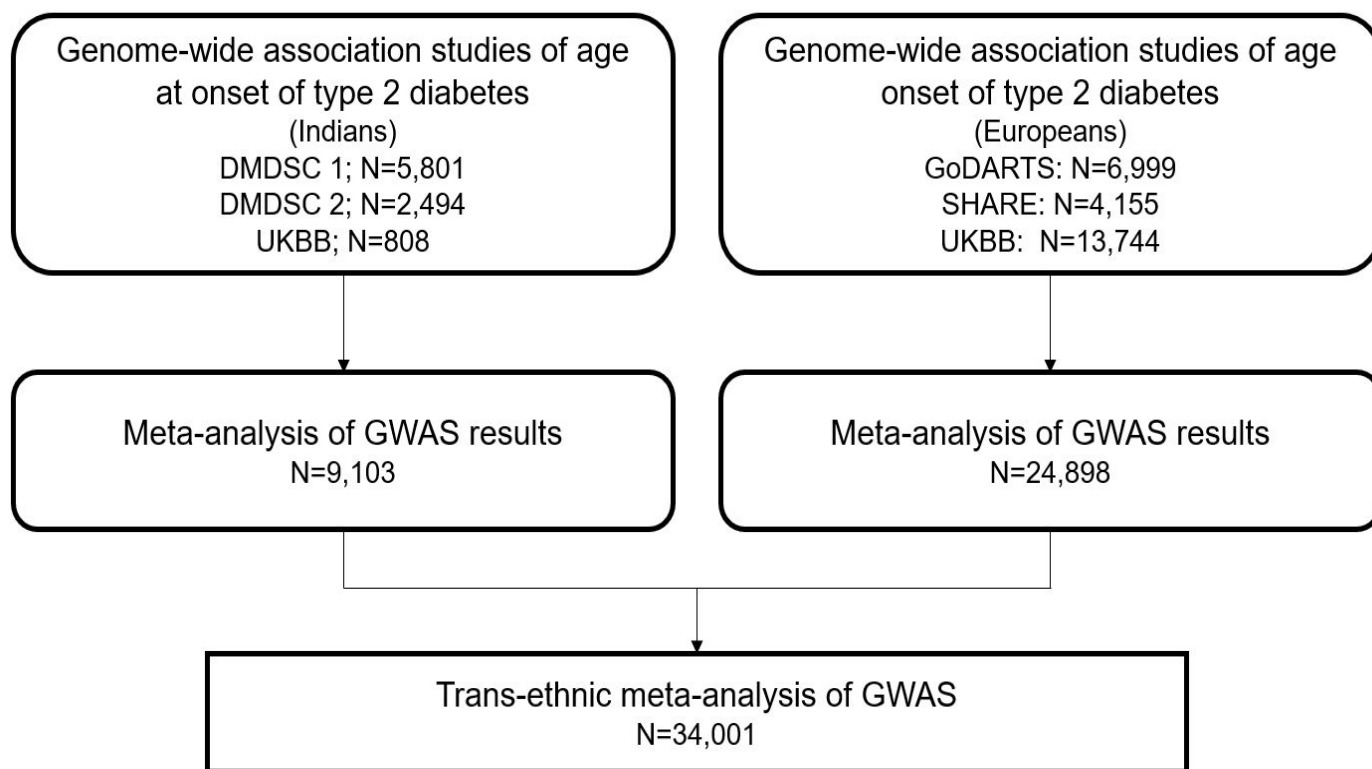 Genome-wide association studies of age
at onset of type 2 diabetes
(Indians)
DMDSC 1; N=5,801
DMDSC 2; N=2,494
UKBB; N=808
Genome-wide association studies of age
onset of type 2 diabetes
(Europeans)
GoDARTS: N=6,999
SHARE: N=4,155
UKBB:  N=13,744
Meta-analysis of GWAS results
N=9,103
Meta-analysis of GWAS results
N=24,898
Trans-ethnic meta-analysis of GWAS
N=34,001